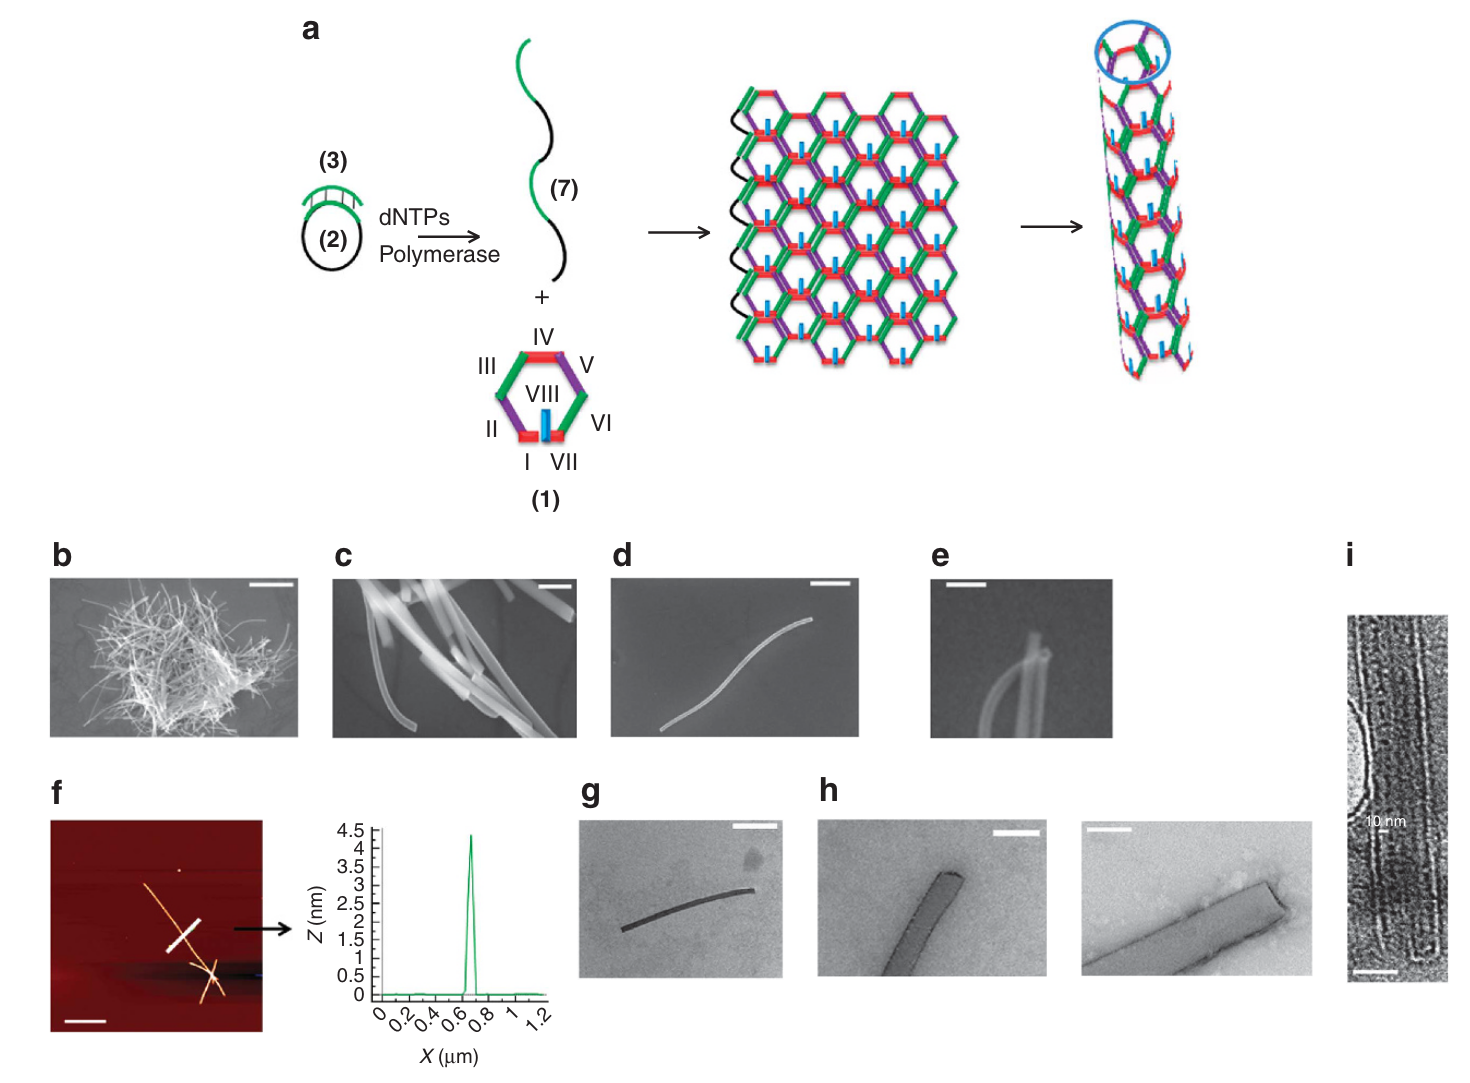 a
(3)
(2)
dNTPs
Polymerase
(7)
+
IV
III
V
VIII
II
VI
I
VII
(1)
b
c
d
e
i
10 nm
f
g
h
4.5
4
3.5
3
2.5
2
1.5
1
0.5
0
Z (nm)
0
0.2
0.4
0.6
0.8
1
1.2
X (μm)